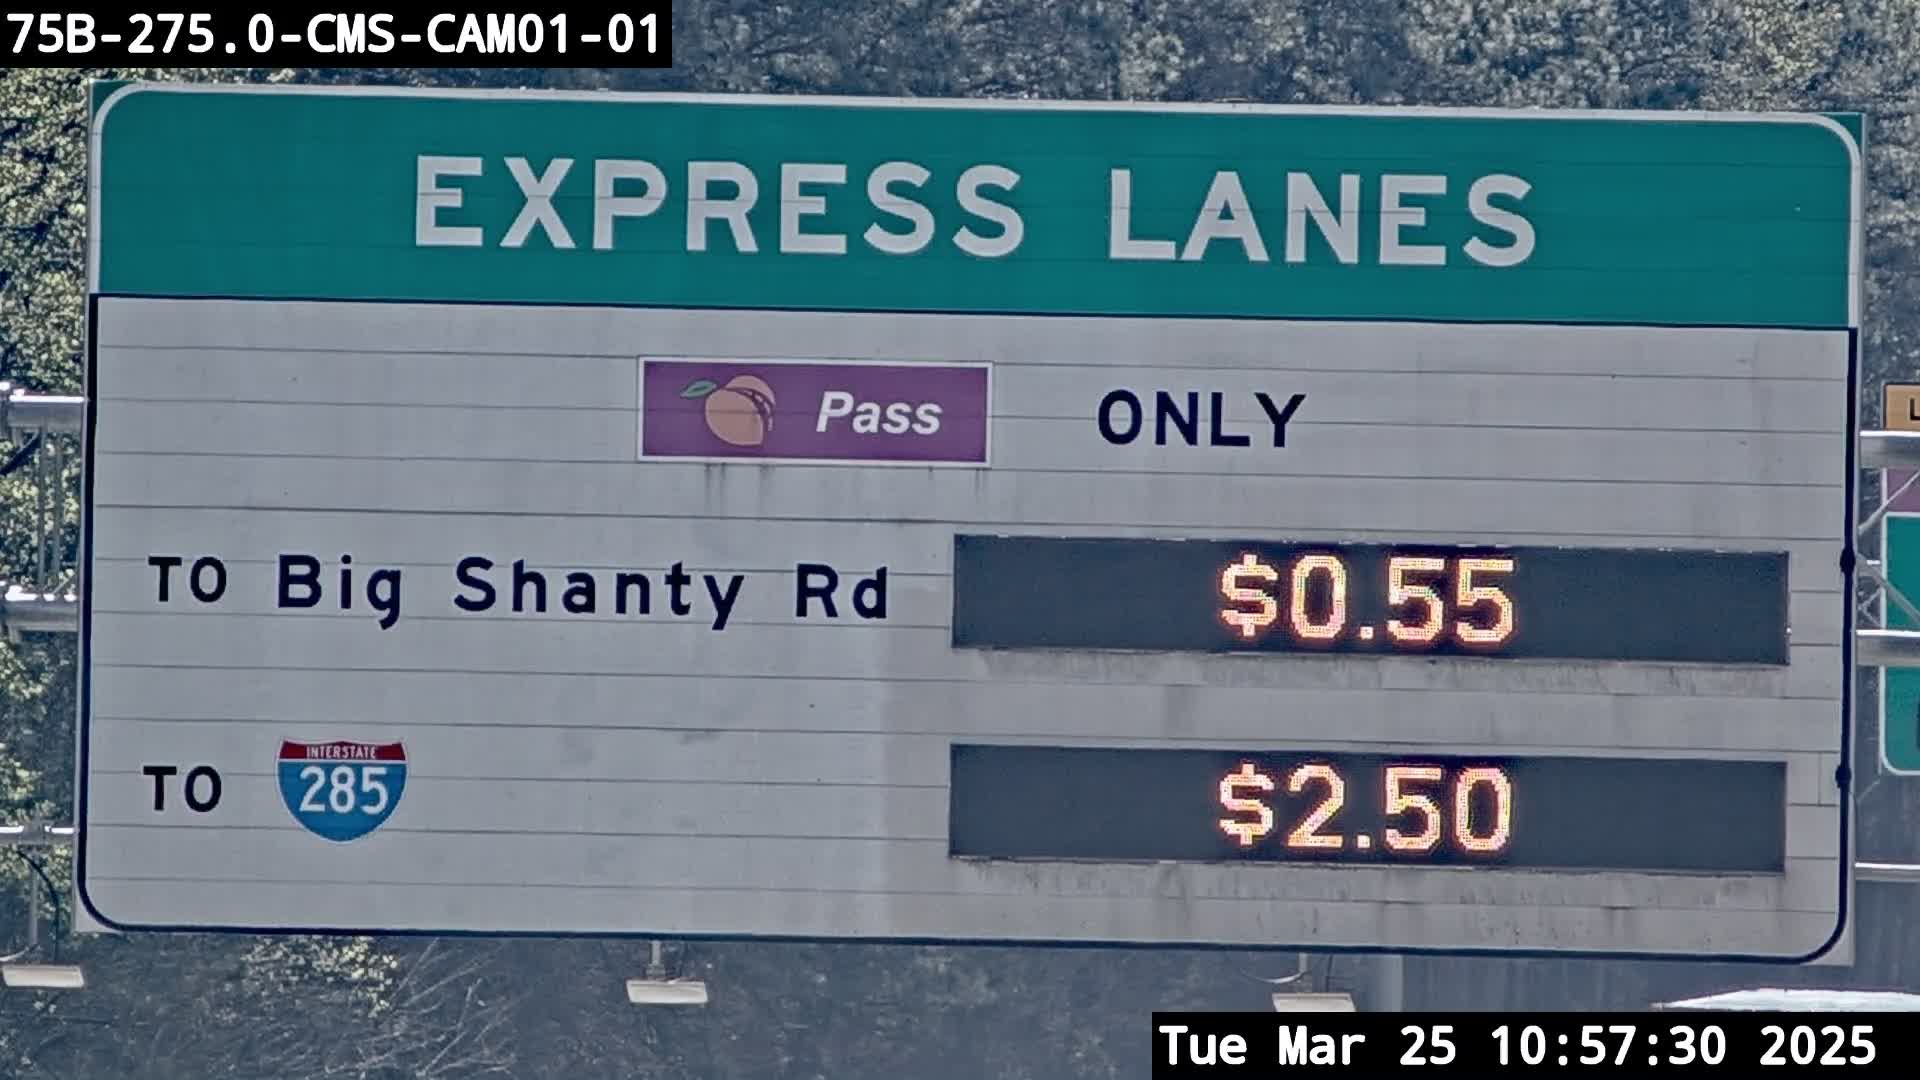 75B-275.0-CMS-CAM01-01
EXPRESS LANES
Pass ONLY
TO Big Shanty Rd $0.55
TO INTERSTATE 285 $2.50
Tue Mar 25 10:57:30 2025